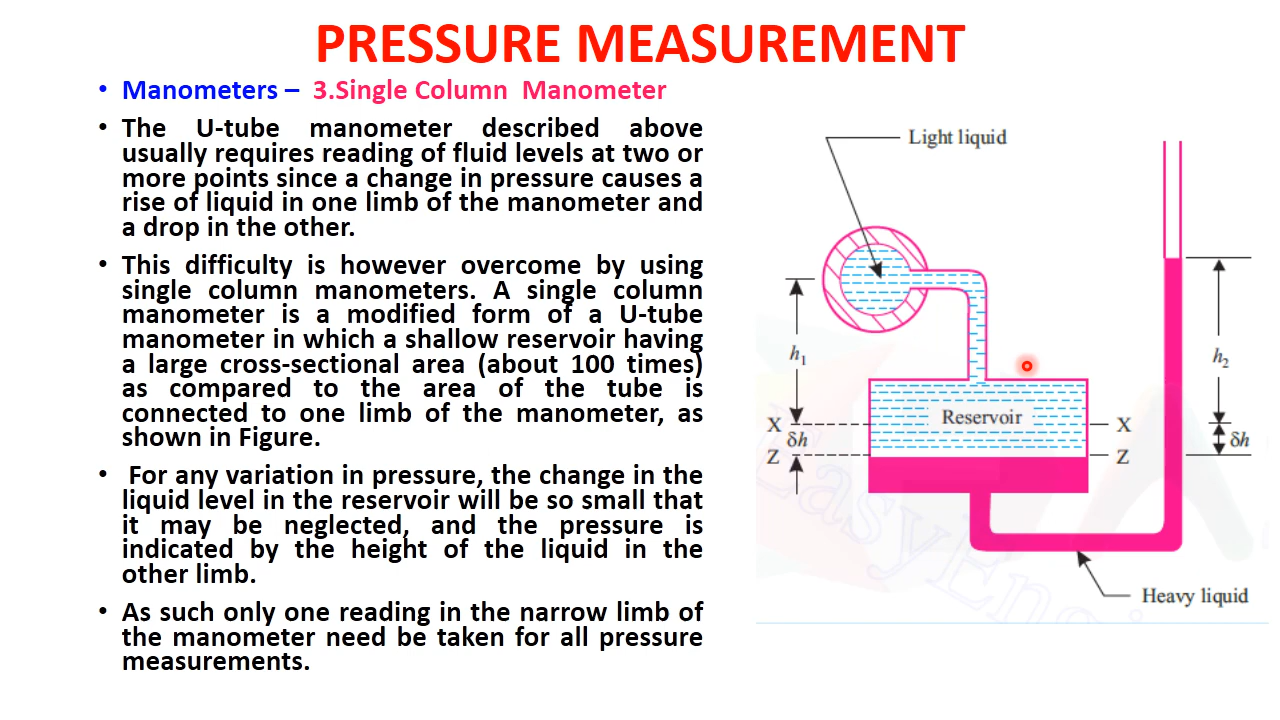 PRESSURE MEASUREMENT
• Manometers – 3.Single Column Manometer
• The U-tube manometer described above
usually requires reading of fluid levels at two or
more points since a change in pressure causes a
rise of liquid in one limb of the manometer and
a drop in the other.
• This difficulty is however overcome by using
single column manometers. A single column
manometer is a modified form of a U-tube
manometer in which a shallow reservoir having
a large cross-sectional area (about 100 times)
as compared to the area of the tube is
connected to one limb of the manometer, as
shown in Figure.
• For any variation in pressure, the change in the
liquid level in the reservoir will be so small that
it may be neglected, and the pressure is
indicated by the height of the liquid in the
other limb.
• As such only one reading in the narrow limb of
the manometer need be taken for all pressure
measurements.
Light liquid
h₁
h₂
Reservoir
X
X
δh
δh
Z
Z
Heavy liquid